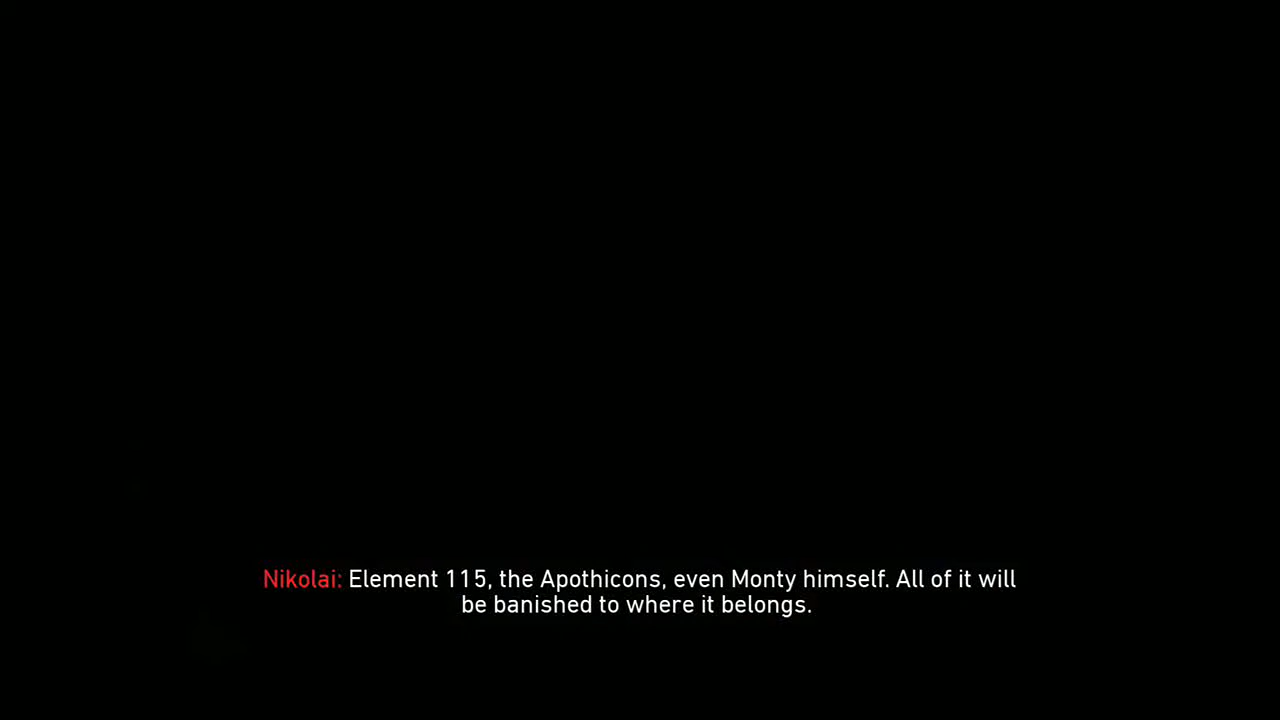 Nikolai: Element 115, the Apothicons, even Monty himself. All of it will
be banished to where it belongs.